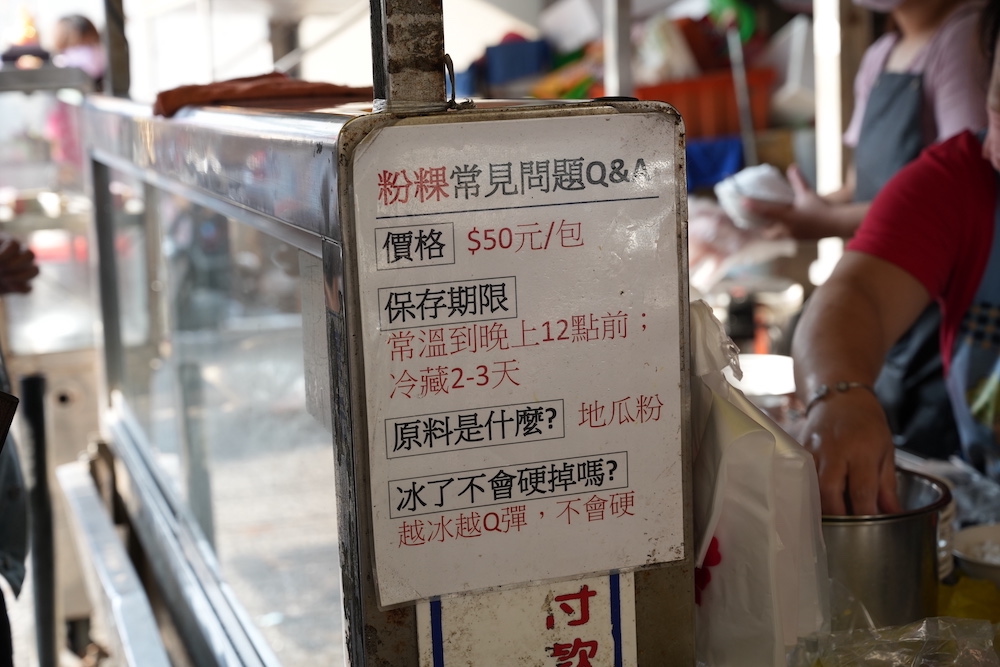 粉粿常見問題Q&A
價格 $50元/包
保存期限
常溫到晚上12點前；
冷藏2-3天
原料是什麼? 地瓜粉
冰了不會硬掉嗎?
越冰越Q彈，不會硬
付
款